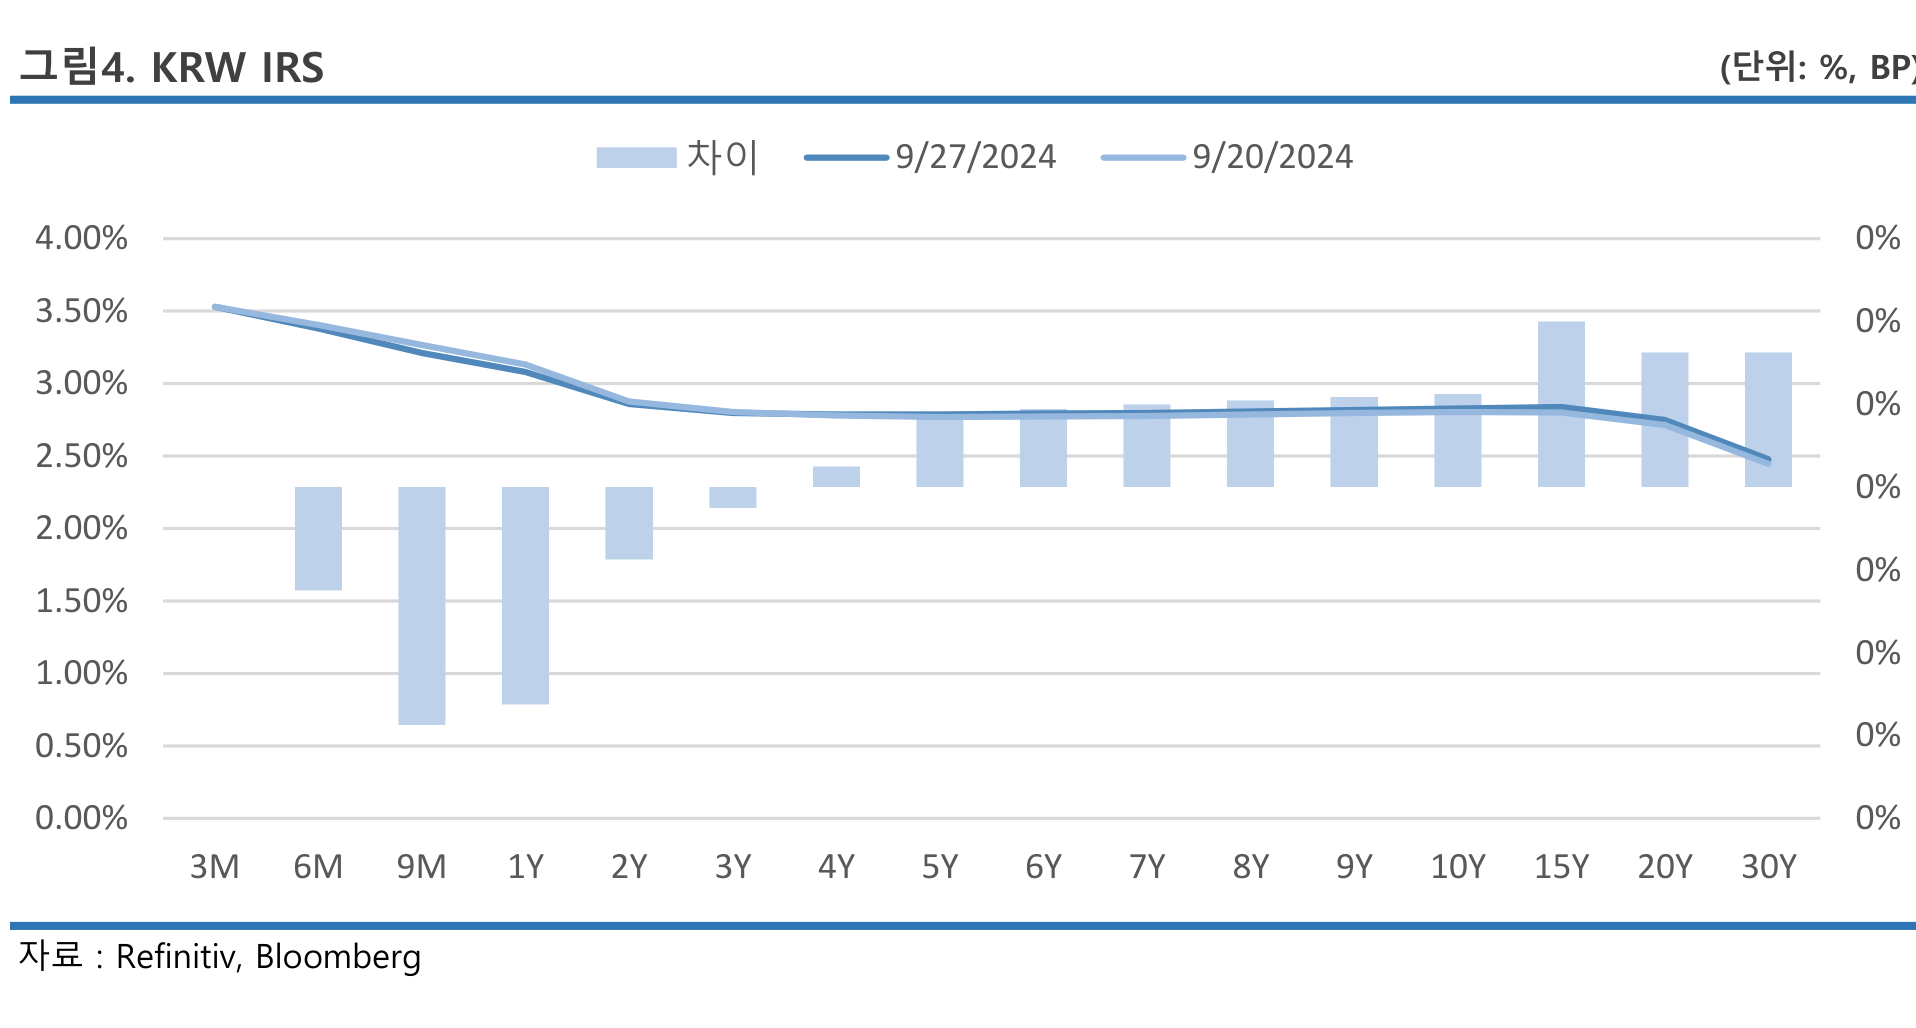 그림4. KRW IRS (단위: %, BP)
차이 9/27/2024 9/20/2024
4.00% 0%
3.50% 0%
3.00% 0%
2.50% 0%
2.00% 0%
1.50% 0%
1.00% 0%
0.50% 0%
0.00%
3M 6M 9M 1Y 2Y 3Y 4Y 5Y 6Y 7Y 8Y 9Y 10Y 15Y 20Y 30Y
자료 : Refinitiv, Bloomberg